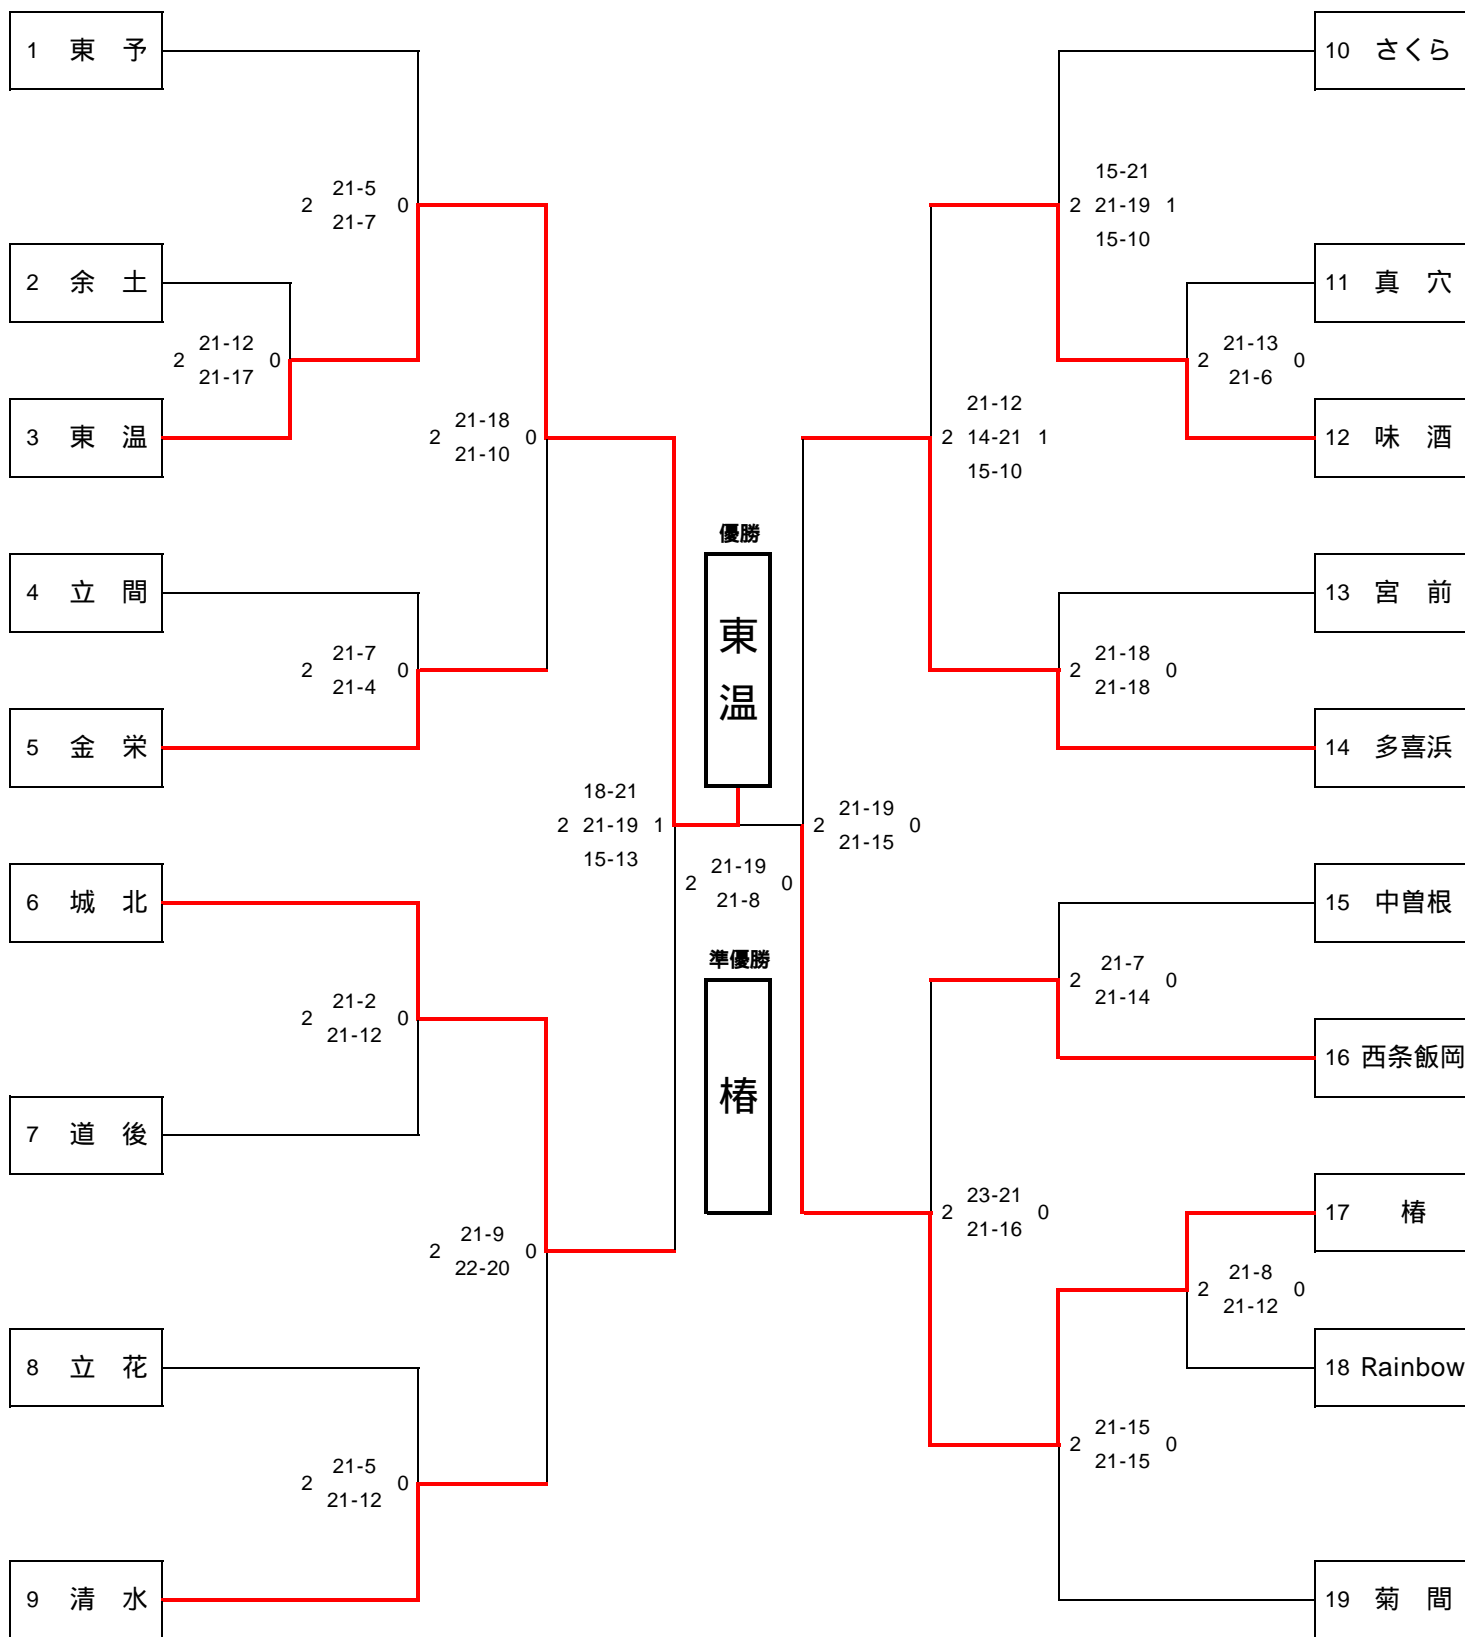 1 東 予
10 さくら
21-5
2 0
21-7
15-21
2 21-19 1
15-10
2 余 土
11 真 穴
21-12
2 0
21-17
21-13
2 0
21-6
3 東 温
12 味 酒
21-18
2 0
21-10
21-12
2 14-21 1
15-10
優勝
東温
4 立 間
13 宮 前
21-7
2 0
21-4
21-18
2 0
21-18
5 金 栄
14 多喜浜
18-21
2 21-19 1
15-13
21-19
2 0
21-15
21-19
2 0
21-8
6 城 北
15 中曽根
準優勝
椿
21-2
2 0
21-12
21-7
2 0
21-14
16 西条飯岡
7 道 後
17 椿
21-9
2 0
22-20
23-21
2 0
21-16
21-8
2 0
21-12
8 立 花
18 Rainbow
21-5
2 0
21-12
21-15
2 0
21-15
9 清 水
19 菊 間